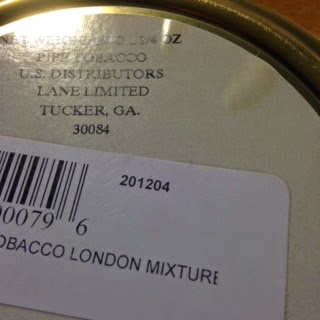 PIPE TOBACCO
U.S. DISTRIBUTORS
LANE LIMITED
TUCKER, GA.
30084
201204
00079 6
OBACCO LONDON MIXTURE